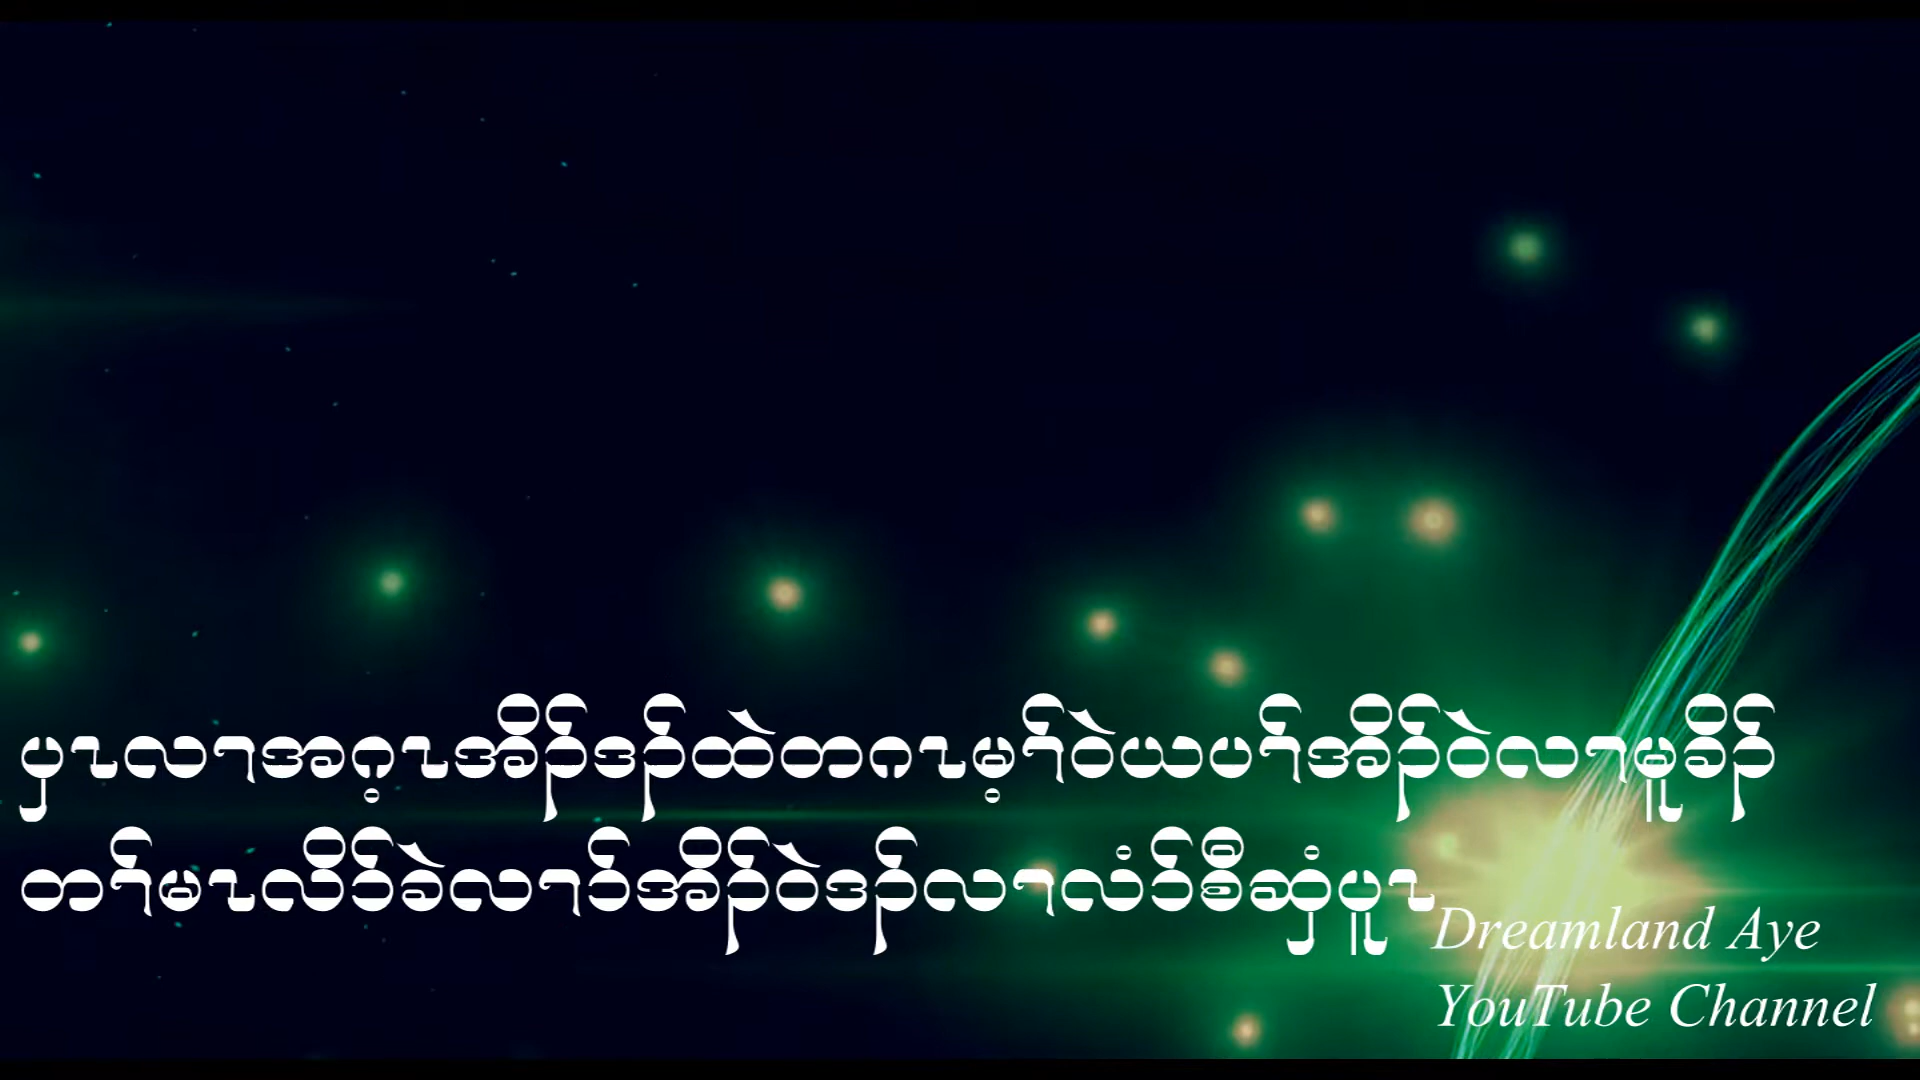 ပှၤလၢအဂ့ၤအိၣ်ဒၣ်ထဲတဂၤမ့ၢ်ဝဲယပၢ်အိၣ်ဝဲလၢမူခိၣ်
တၢ်မၤလိာ်ခဲလၢာ်အိၣ်ဝဲဒၣ်လၢလံာ်စီဆှံပူၤ
Dreamland Aye
YouTube Channel